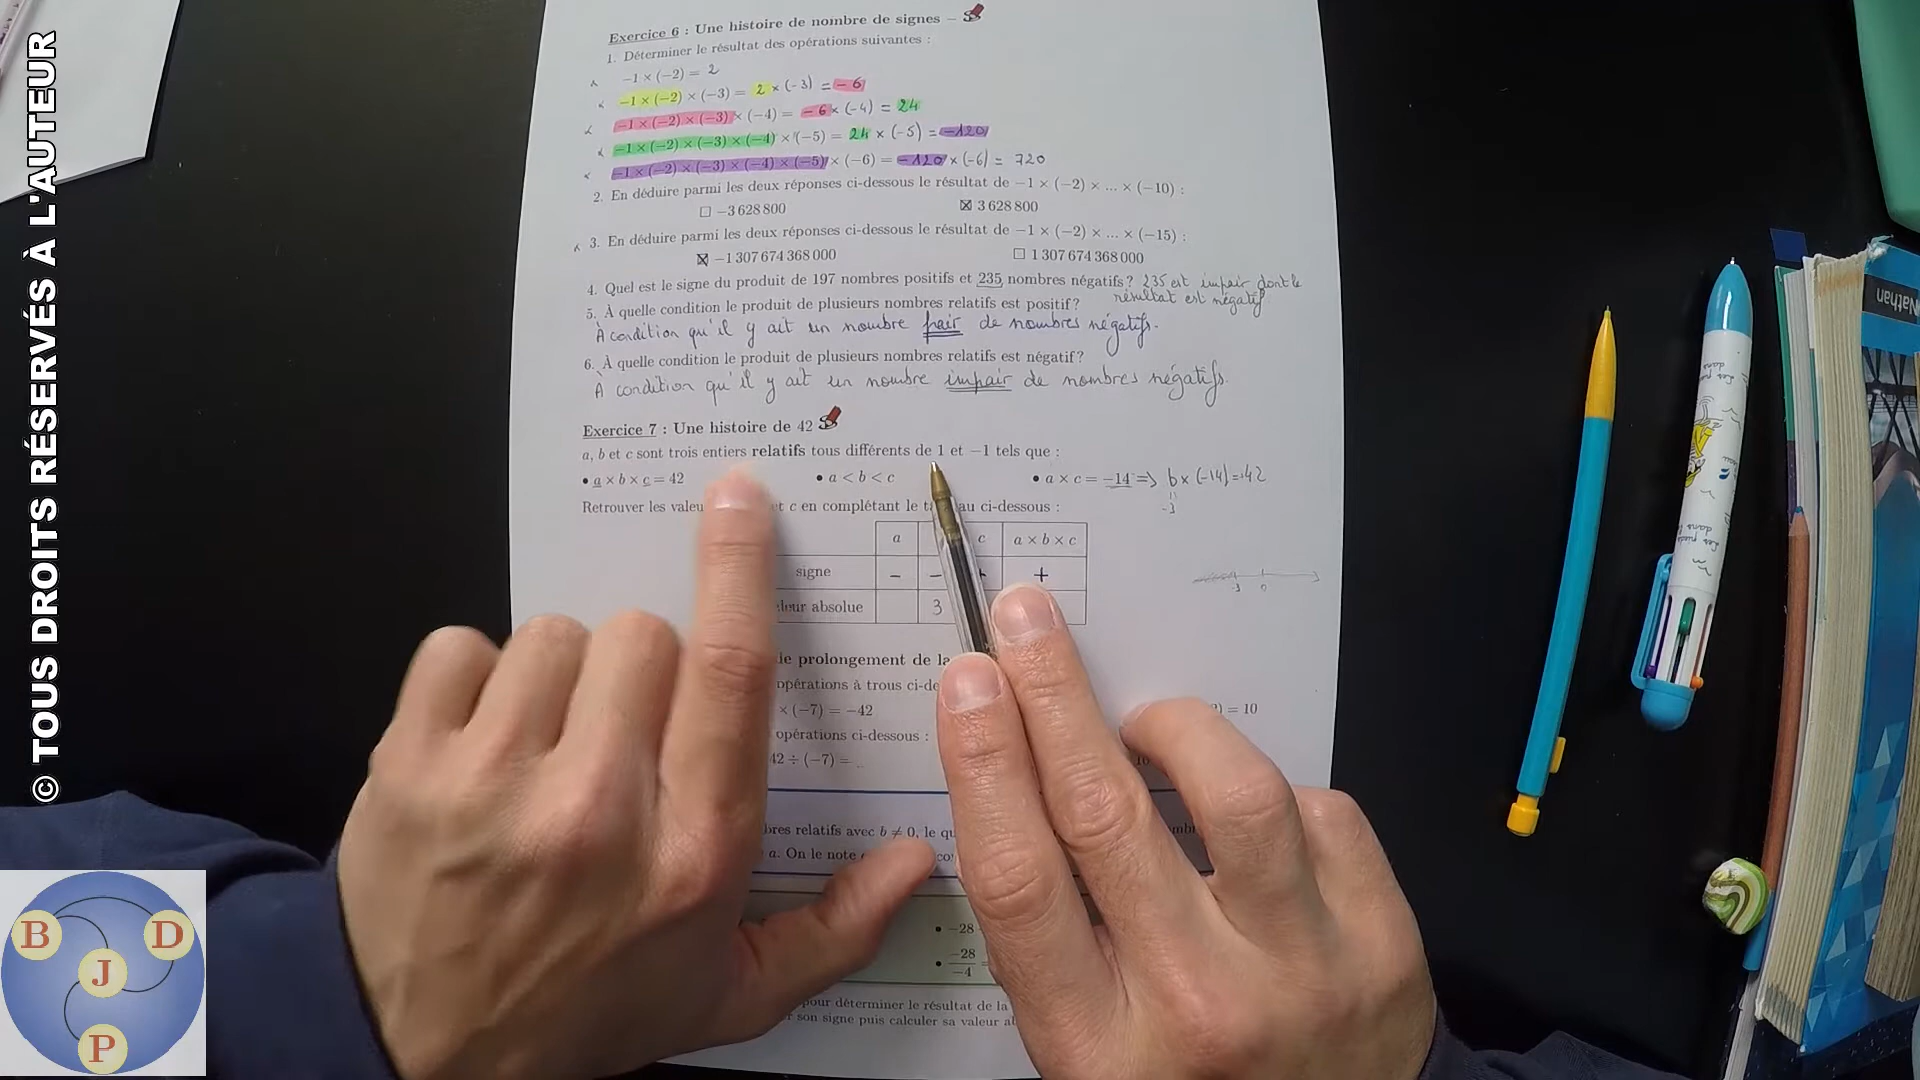 © TOUS DROITS RÉSERVÉS À L'AUTEUR
Exercice 6 : Une histoire de nombre de signes −
1. Déterminer le résultat des opérations suivantes :
−1 × (−2) = 2
−1 × (−2) × (−3) = 2 × (−3) = −6
−1 × (−2) × (−3) × (−4) = −6 × (−4) = 24
−1 × (−2) × (−3) × (−4) × (−5) = 24 × (−5) = −120
−1 × (−2) × (−3) × (−4) × (−5) × (−6) = −120 × (−6) = 720
2. En déduire parmi les deux réponses ci-dessous le résultat de −1 × (−2) × ... × (−10) :
☐ −3 628 800 ☒ 3 628 800
3. En déduire parmi les deux réponses ci-dessous le résultat de −1 × (−2) × ... × (−15) :
☒ −1 307 674 368 000 ☐ 1 307 674 368 000
4. Quel est le signe du produit de 197 nombres positifs et 235 nombres négatifs ? 235 est impair dont le
résultat est négatif
5. À quelle condition le produit de plusieurs nombres relatifs est positif ?
À condition qu'il y ait un nombre pair de nombres négatifs.
6. À quelle condition le produit de plusieurs nombres relatifs est négatif ?
À condition qu'il y ait un nombre impair de nombres négatifs.
Exercice 7 : Une histoire de 42
a, b et c sont trois entiers relatifs tous différents de 1 et −1 tels que :
• a × b × c = 42 • a < b < c • a × c = −14 => b × (−14) = 42
-3
Retrouver les et c en complétant le ci-dessous :
a c a × b × c
signe − − +
absolue 3
-3 0
prolongement de la
opérations à trous
× (−7) = −42 = 10
opérations ci-dessous :
42 ÷ (−7) =
relatifs avec b ≠ 0, le
a. On le note
• −28
• −28
−4 =
pour déterminer le résultat de la
son signe puis calculer sa valeur
Nathan
B D
J
P